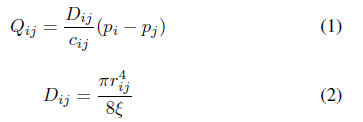 Q_{ij} = \frac{D_{ij}}{c_{ij}}(p_i - p_j) (1)
D_{ij} = \frac{\pi r_{ij}^4}{8\xi} (2)